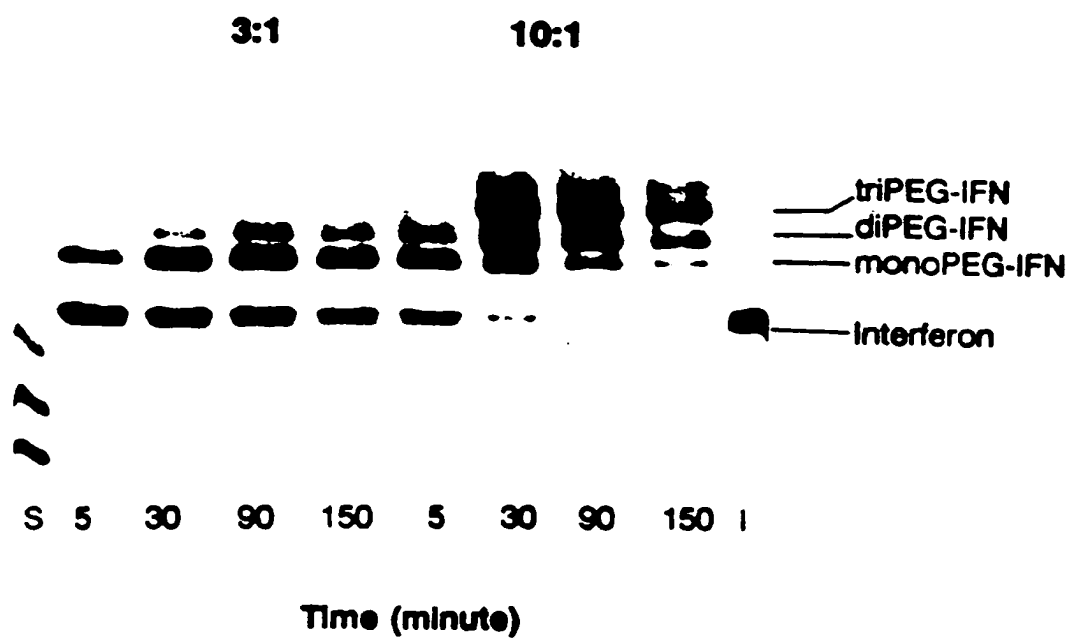 3:1 10:1
triPEG-IFN
diPEG-IFN
monoPEG-IFN
Interferon
S 5 30 90 150 5 30 90 150 I
Time (minute)